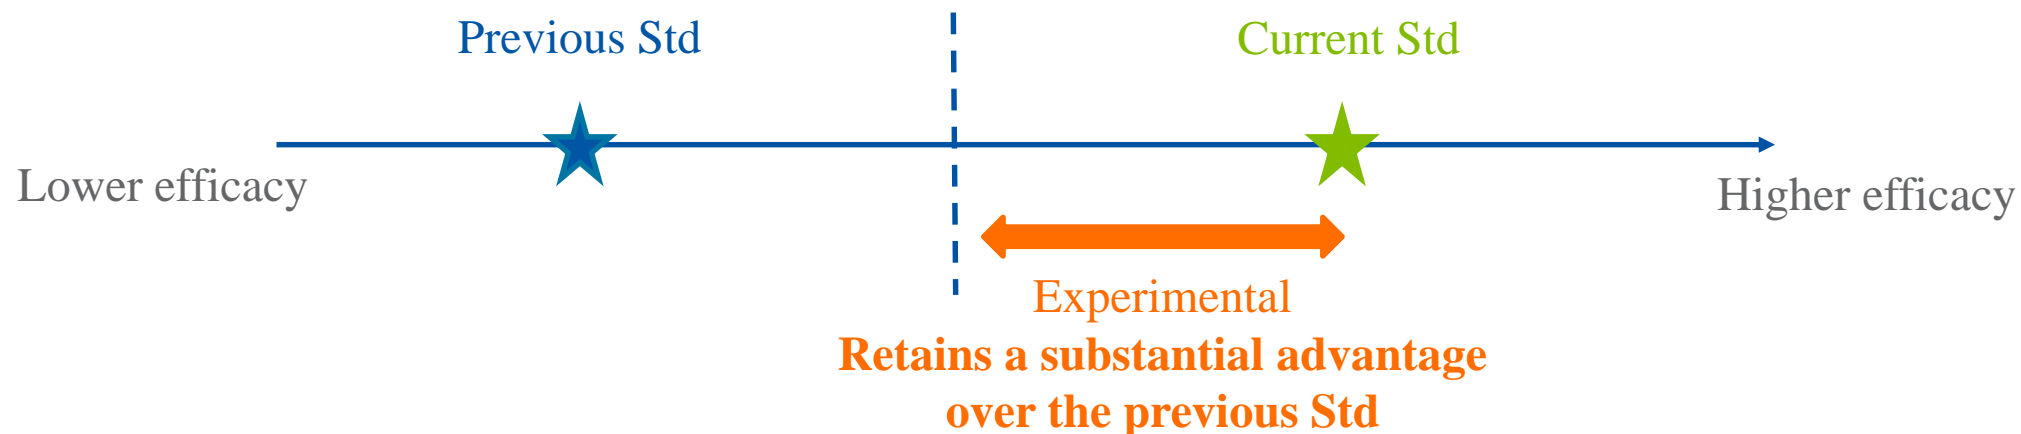 Previous Std
Current Std
Lower efficacy
Higher efficacy
Experimental
Retains a substantial advantage
over the previous Std